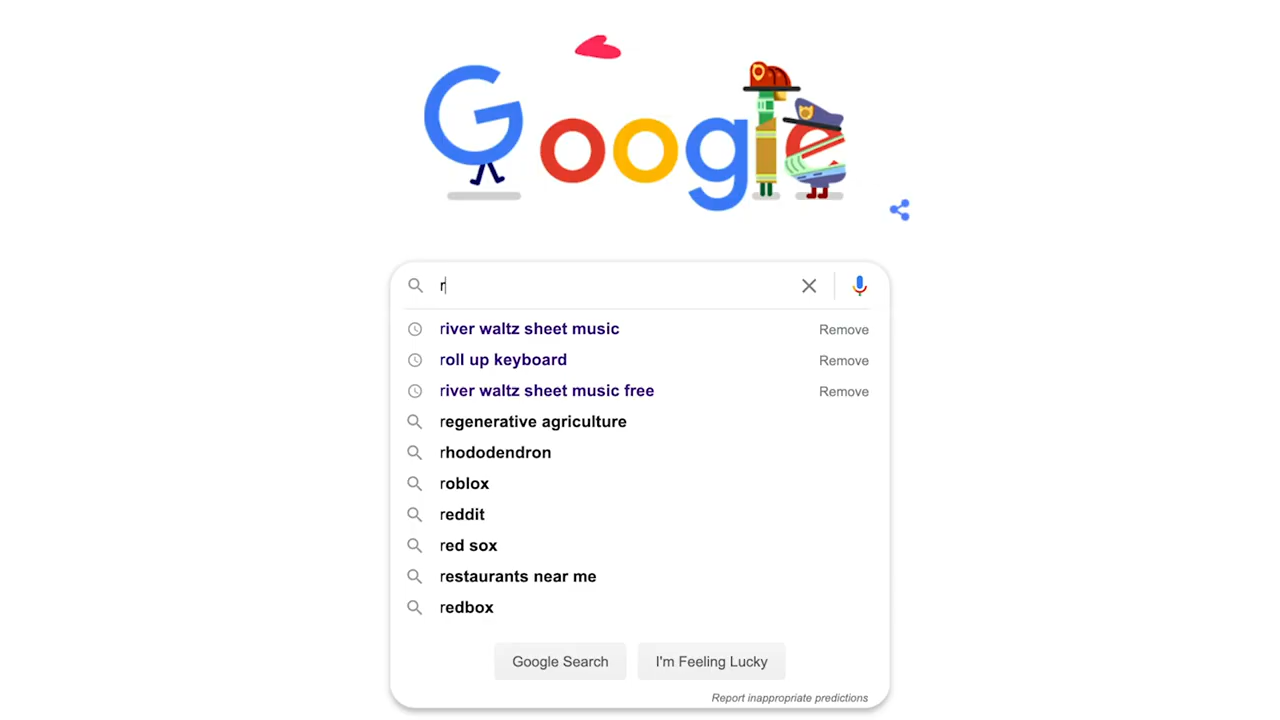 Google
r
river waltz sheet music Remove
roll up keyboard Remove
river waltz sheet music free Remove
regenerative agriculture
rhododendron
roblox
reddit
red sox
restaurants near me
redbox
Google Search I'm Feeling Lucky
Report inappropriate predictions